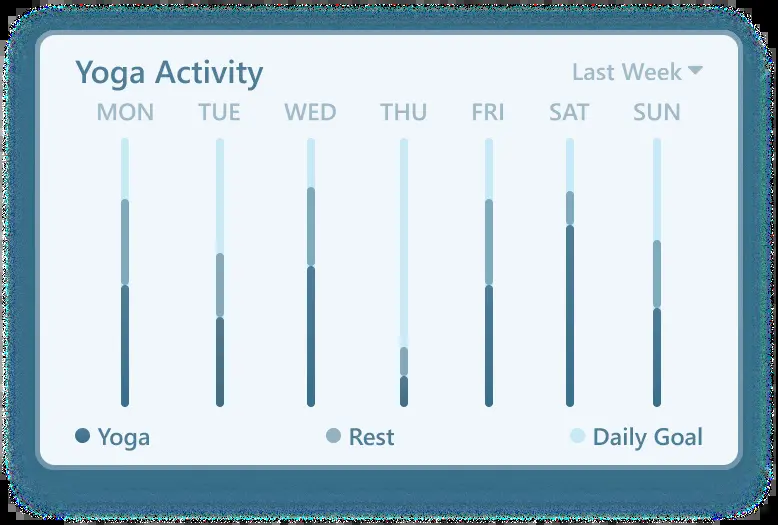 Yoga Activity Last Week
MON TUE WED THU FRI SAT SUN
Yoga Rest Daily Goal